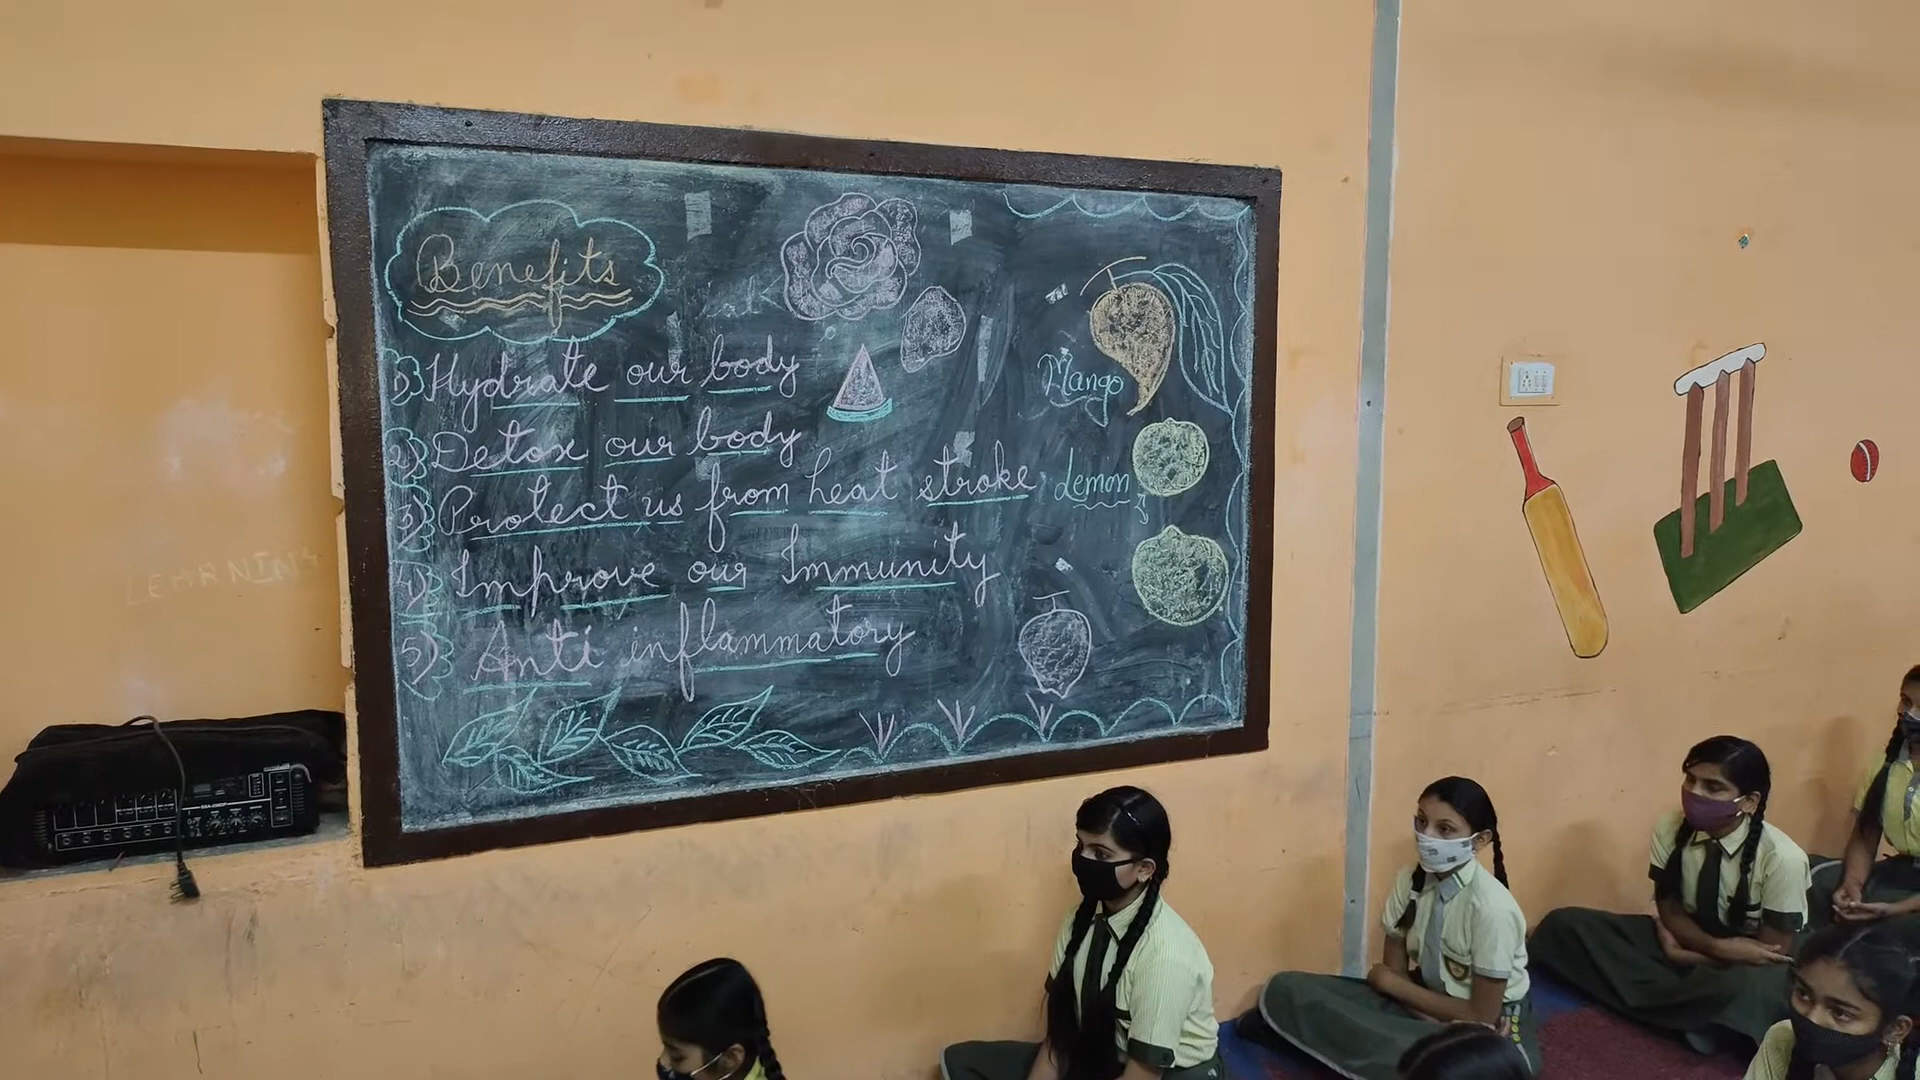 Benefits
1) Hydrate our body
2) Detox our body
3) Protect us from heat stroke
4) Improve our Immunity
5) Anti inflammatory
Mango
Lemon
LEARNING